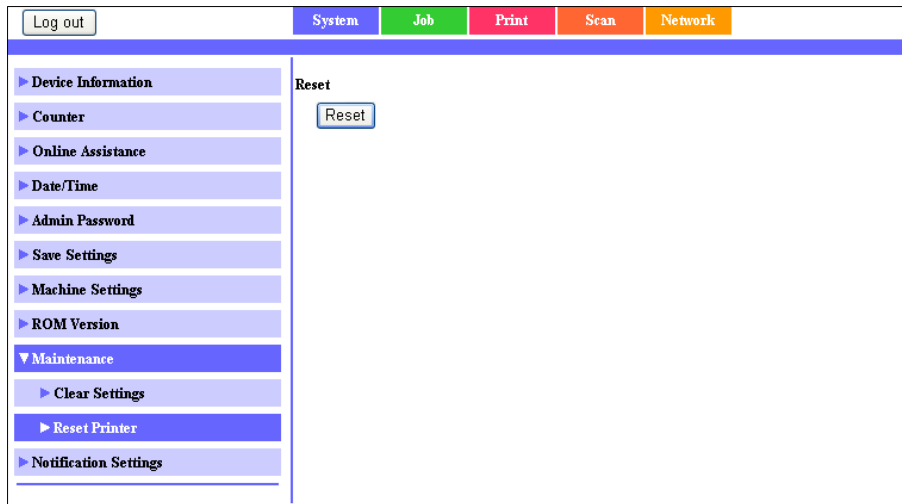 Log out
System Job Print Scan Network
Device Information
Counter
Online Assistance
Date/Time
Admin Password
Save Settings
Machine Settings
ROM Version
Maintenance
Clear Settings
Reset Printer
Notification Settings
Reset
Reset